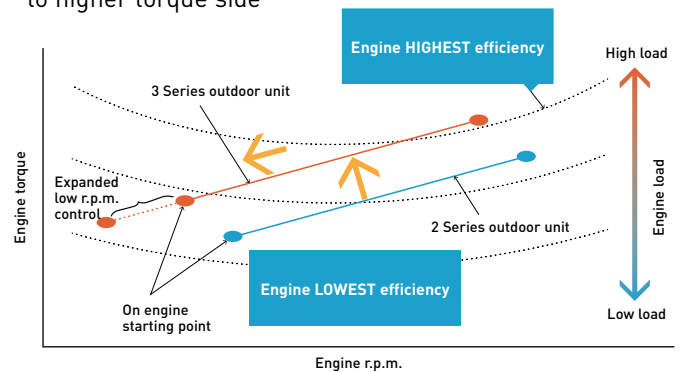 to higher torque side
Engine HIGHEST efficiency
High load
3 Series outdoor unit
Engine torque
Expanded
low r.p.m.
control
Engine load
2 Series outdoor unit
Engine LOWEST efficiency
On engine
starting point
Low load
Engine r.p.m.